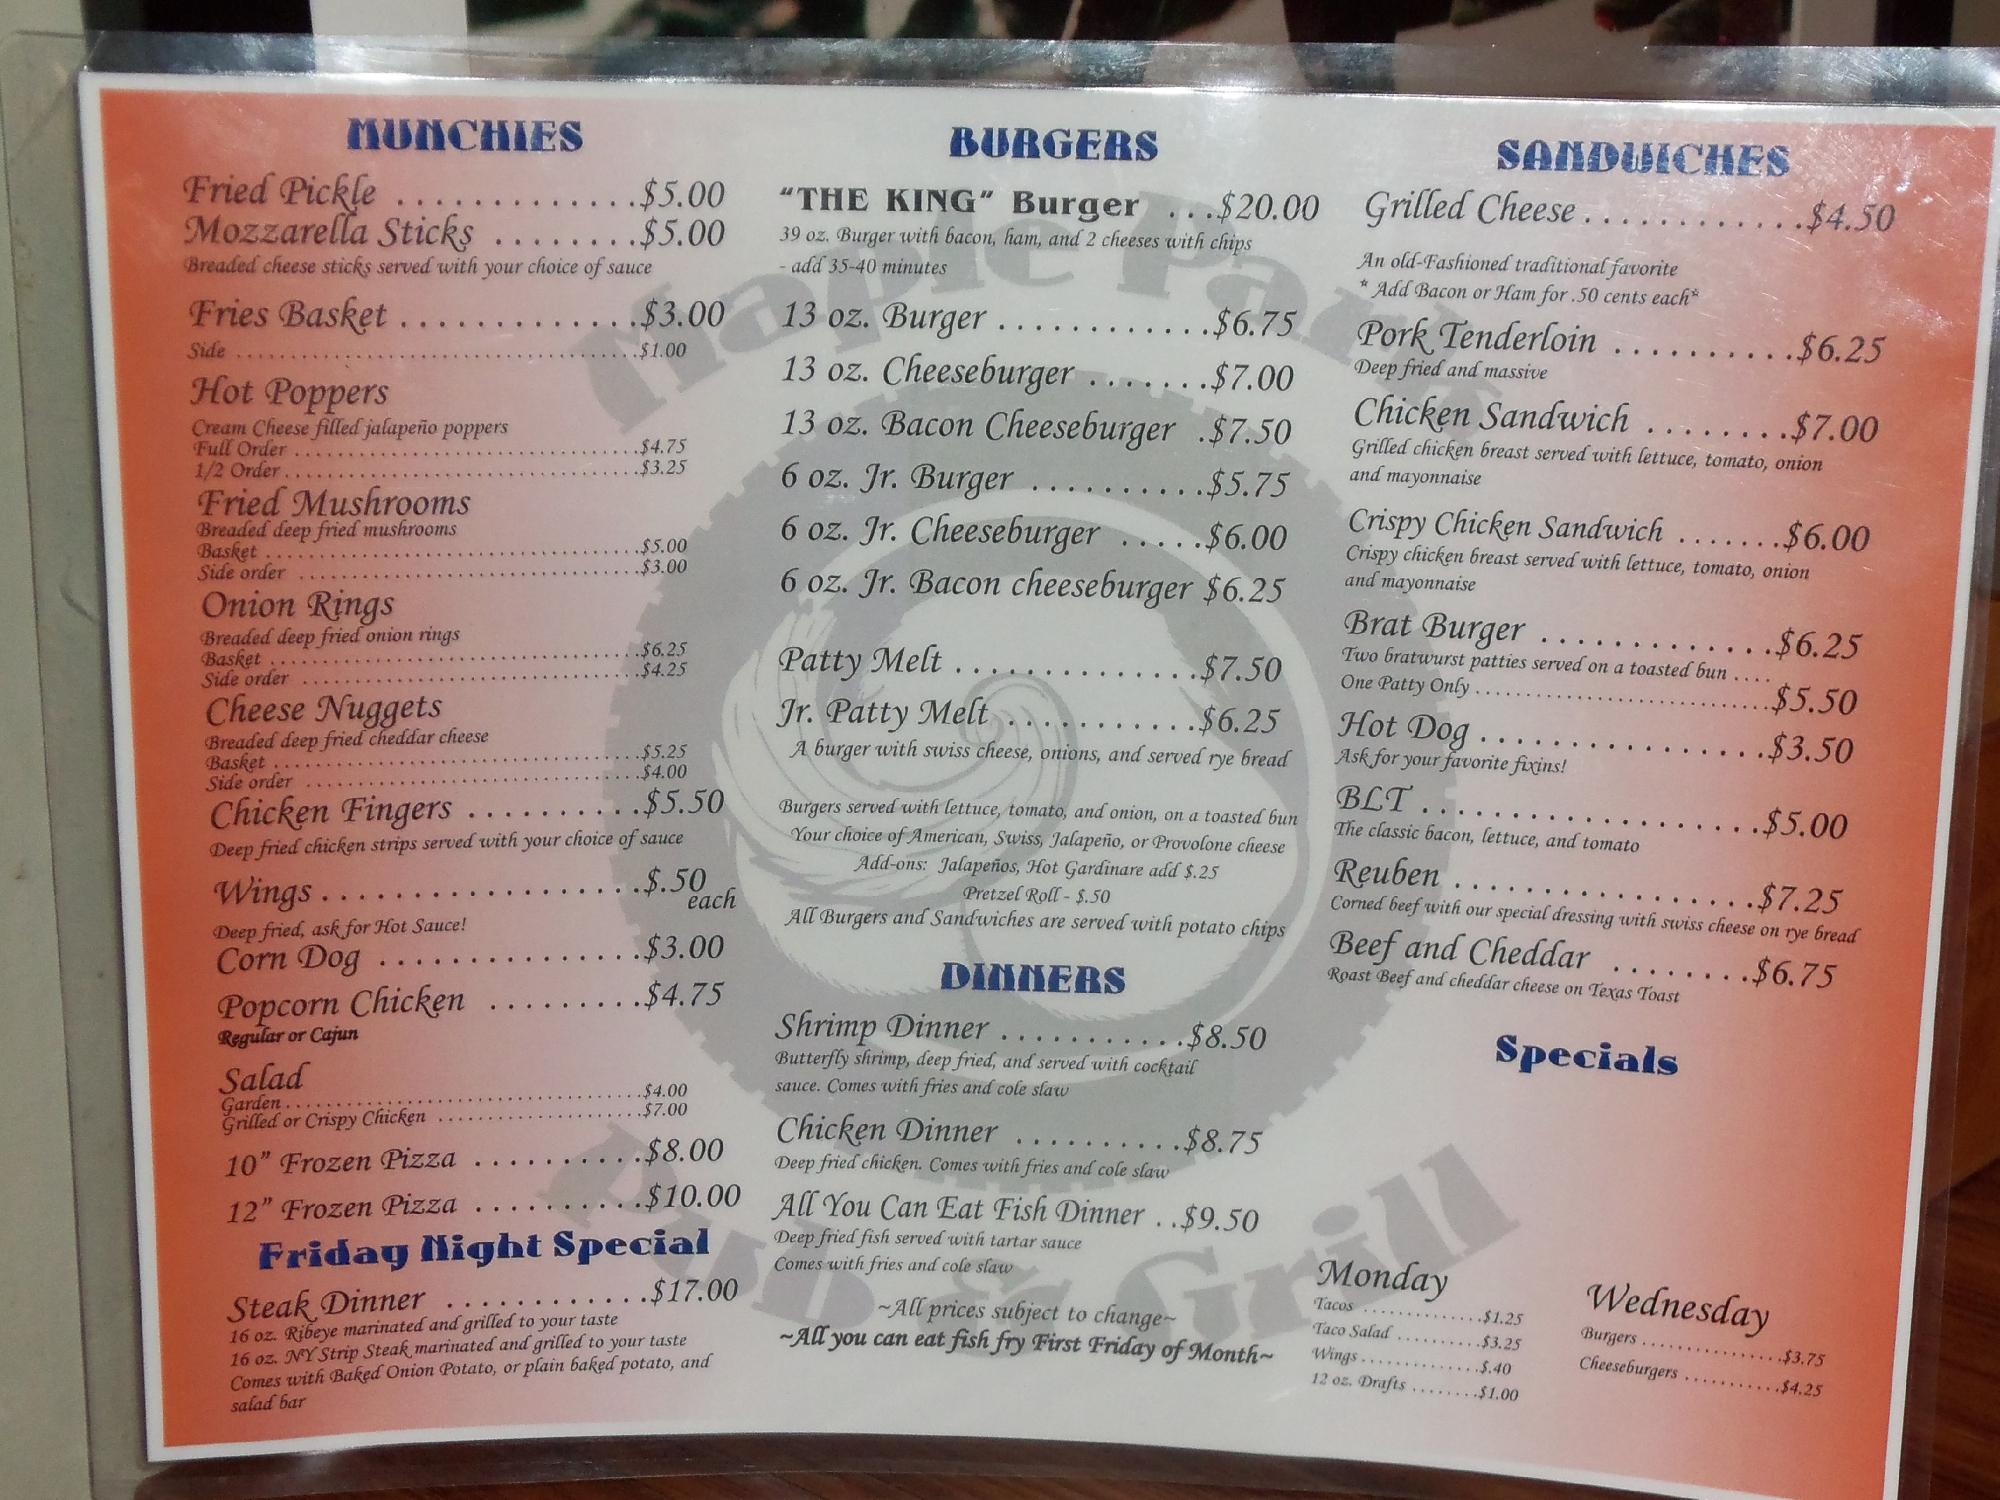 MUNCHIES
Fried Pickle .............$5.00
Mozzarella Sticks ........$5.00
Breaded cheese sticks served with your choice of sauce
Fries Basket .............$3.00
Side ........................................$1.00
Hot Poppers
Cream Cheese filled jalapeño poppers
Full Order ....................................$4.75
1/2 Order.....................................$3.25
Fried Mushrooms
Breaded deep fried mushrooms
Basket ........................................$5.00
Side order ....................................$3.00
Onion Rings
Breaded deep fried onion rings
Basket ........................................$6.25
Side order ....................................$4.25
Cheese Nuggets
Breaded deep fried cheddar cheese
Basket ........................................$5.25
Side order ....................................$4.00
Chicken Fingers ..........$5.50
Deep fried chicken strips served with your choice of sauce
Wings ..................$.50
each
Deep fried, ask for Hot Sauce!
Corn Dog ...............$3.00
Popcorn Chicken .........$4.75
Regular or Cajun
Salad
Garden........................................$4.00
Grilled or Crispy Chicken .......................$7.00
10" Frozen Pizza ..........$8.00
12" Frozen Pizza ..........$10.00
Friday Night Special
Steak Dinner ............$17.00
16 oz. Ribeye marinated and grilled to your taste
16 oz. NY Strip Steak marinated and grilled to your taste
Comes with Baked Onion Potato, or plain baked potato, and
salad bar
BURGERS
"THE KING" Burger ...$20.00
39 oz. Burger with bacon, ham, and 2 cheeses with chips
- add 35-40 minutes
13 oz. Burger ............$6.75
13 oz. Cheeseburger .......$7.00
13 oz. Bacon Cheeseburger .$7.50
6 oz. Jr. Burger ..........$5.75
6 oz. Jr. Cheeseburger .....$6.00
6 oz. Jr. Bacon cheeseburger $6.25
Patty Melt ..............$7.50
Jr. Patty Melt ...........$6.25
A burger with swiss cheese, onions, and served rye bread
Burgers served with lettuce, tomato, and onion, on a toasted bun
Your choice of American, Swiss, Jalapeño, or Provolone cheese
Add-ons: Jalapeños, Hot Gardinare add $.25
Pretzel Roll - $.50
All Burgers and Sandwiches are served with potato chips
DINNERS
Shrimp Dinner ...........$8.50
Butterfly shrimp, deep fried, and served with cocktail
sauce. Comes with fries and cole slaw
Chicken Dinner ..........$8.75
Deep fried chicken. Comes with fries and cole slaw
All You Can Eat Fish Dinner ..$9.50
Deep fried fish served with tartar sauce
Comes with fries and cole slaw
~All prices subject to change~
~All you can eat fish fry First Friday of Month~
SANDWICHES
Grilled Cheese............$4.50
An old-Fashioned traditional favorite
* Add Bacon or Ham for .50 cents each*
Pork Tenderloin ..........$6.25
Deep fried and massive
Chicken Sandwich ........$7.00
Grilled chicken breast served with lettuce, tomato, onion
and mayonnaise
Crispy Chicken Sandwich .......$6.00
Crispy chicken breast served with lettuce, tomato, onion
and mayonnaise
Brat Burger .............$6.25
Two bratwurst patties served on a toasted bun ....
One Patty Only ...............................$5.50
Hot Dog ................$3.50
Ask for your favorite fixins!
BLT ...................$5.00
The classic bacon, lettuce, and tomato
Reuben .................$7.25
Corned beef with our special dressing with swiss cheese on rye bread
Beef and Cheddar ........$6.75
Roast Beef and cheddar cheese on Texas Toast
Specials
Monday
Tacos ................$1.25
Taco Salad ...........$3.25
Wings................$.40
12 oz. Drafts .........$1.00
Wednesday
Burgers .................$3.75
Cheeseburgers ...........$4.25
Maple Park
Pub & Grill